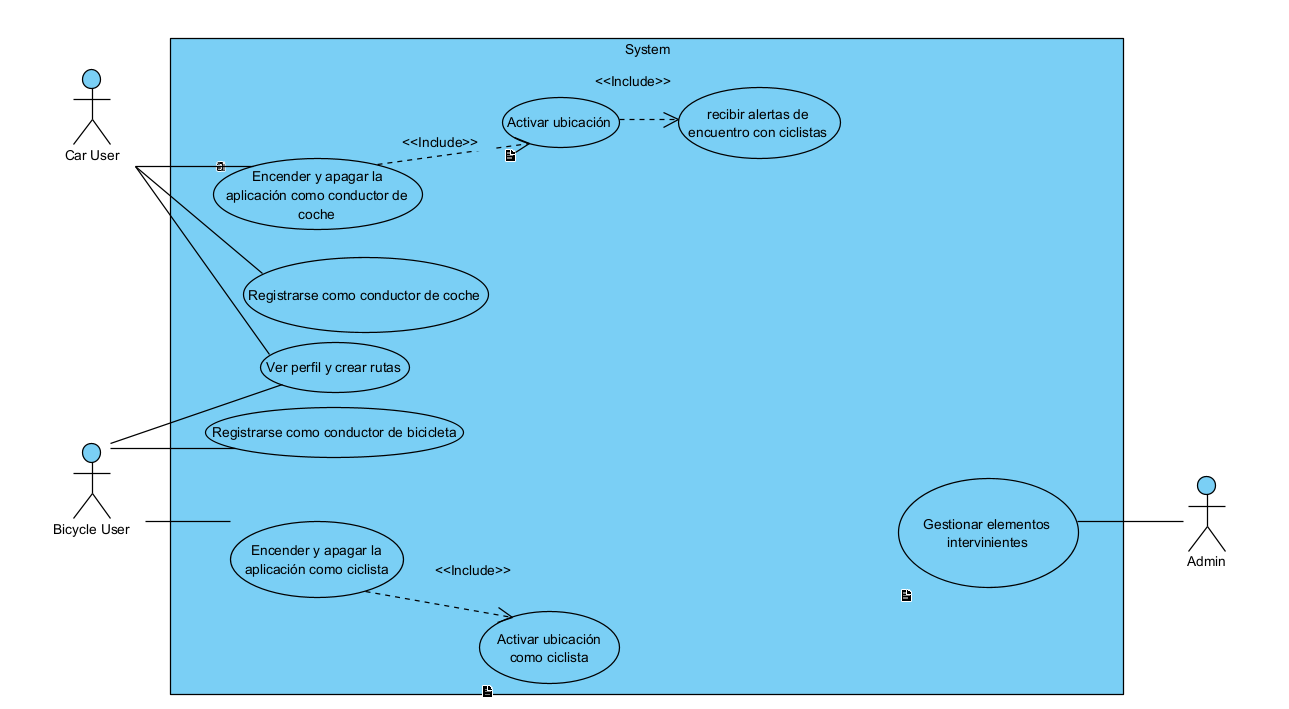 System
<<Include>>
Activar ubicación
recibir alertas de
encuentro con ciclistas
Car User
<<Include>>
Encender y apagar la
aplicación como conductor de
coche
Registrarse como conductor de coche
Ver perfil y crear rutas
Registrarse como conductor de bicicleta
Bicycle User
Encender y apagar la
aplicación como ciclista
<<Include>>
Activar ubicación
como ciclista
Gestionar elementos
intervinientes
Admin